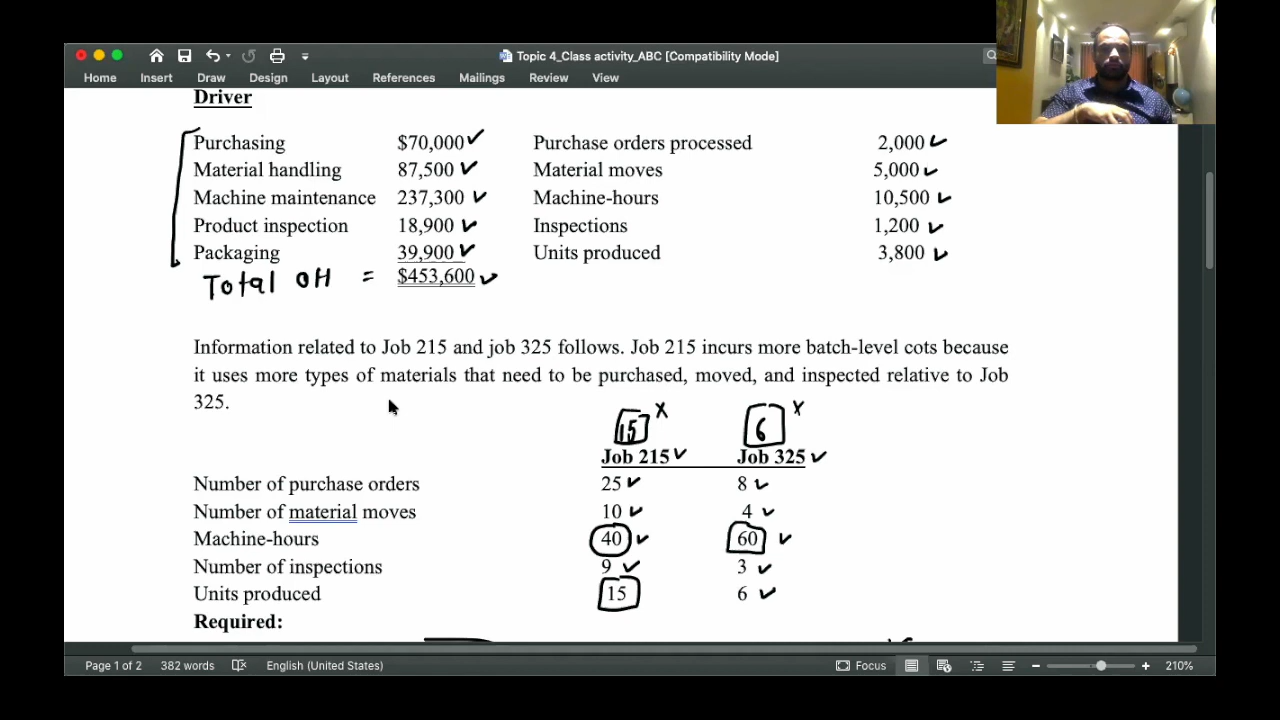 Topic 4_Class activity_ABC [Compatibility Mode]
Home Insert Draw Design Layout References Mailings Review View
Driver
Purchasing $70,000 Purchase orders processed 2,000
Material handling 87,500 Material moves 5,000
Machine maintenance 237,300 Machine-hours 10,500
Product inspection 18,900 Inspections 1,200
Packaging 39,900 Units produced 3,800
Total OH = $453,600
Information related to Job 215 and job 325 follows. Job 215 incurs more batch-level cots because
it uses more types of materials that need to be purchased, moved, and inspected relative to Job
325.
15 x 6 x
Job 215 Job 325
Number of purchase orders 25 8
Number of material moves 10 4
Machine-hours 40 60
Number of inspections 9 3
Units produced 15 6
Required:
Page 1 of 2 382 words English (United States) Focus 210%